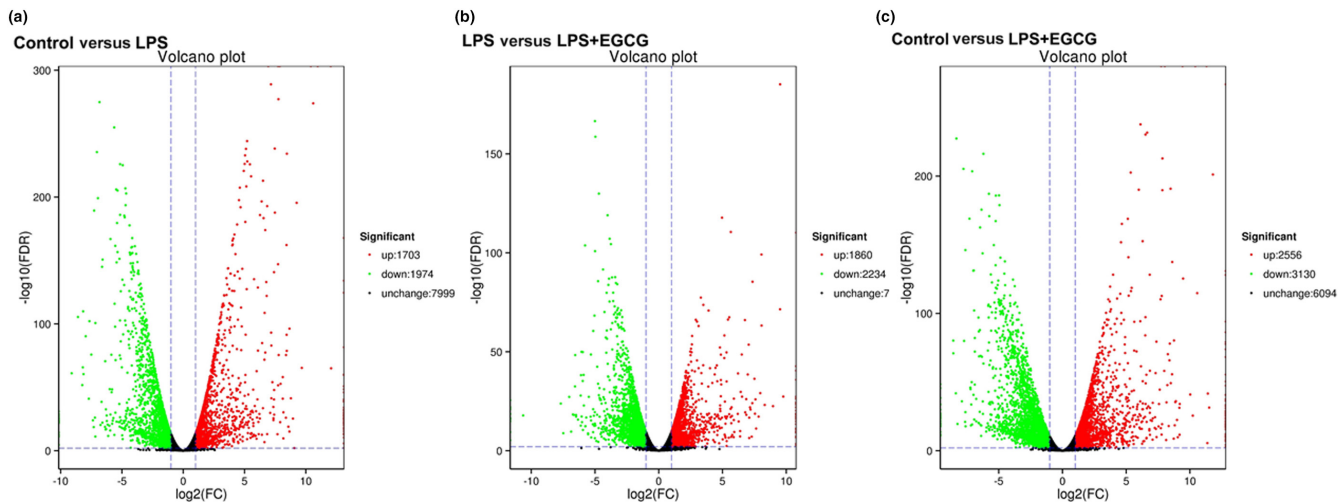 (a)
Control versus LPS
Volcano plot
300
200
100
0
-log10(FDR)
-10
-5
0
5
10
log2(FC)
Significant
up:1703
down:1974
unchange:7999
(b)
LPS versus LPS+EGCG
Volcano plot
150
100
50
0
-log10(FDR)
-10
-5
0
5
10
log2(FC)
Significant
up:1860
down:2234
unchange:7
(c)
Control versus LPS+EGCG
Volcano plot
200
100
0
-log10(FDR)
-5
0
5
10
log2(FC)
Significant
up:2556
down:3130
unchange:6094